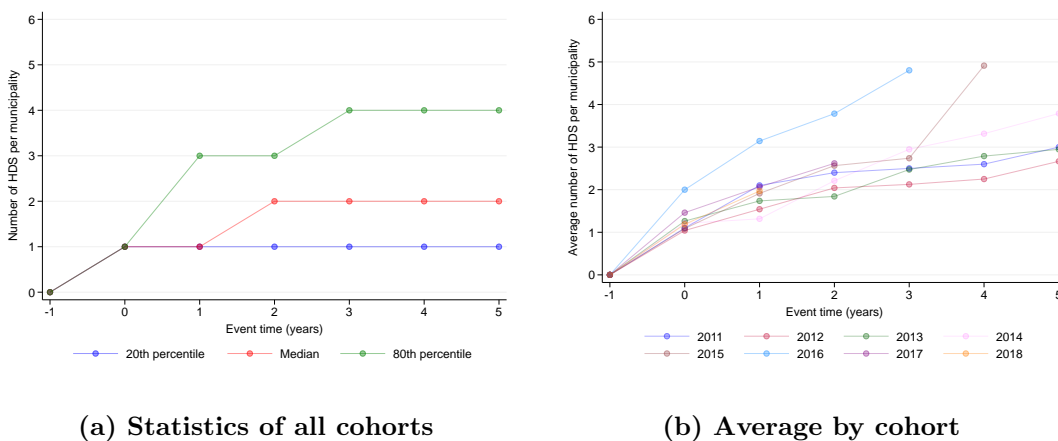 Number of HDS per municipality
6
5
4
3
2
1
0
-1 0 1 2 3 4 5
Event time (years)
20th percentile Median 80th percentile
(a) Statistics of all cohorts
Average number of HDS per municipality
6
5
4
3
2
1
0
-1 0 1 2 3 4 5
Event time (years)
2011 2012 2013 2014
2015 2016 2017 2018
(b) Average by cohort